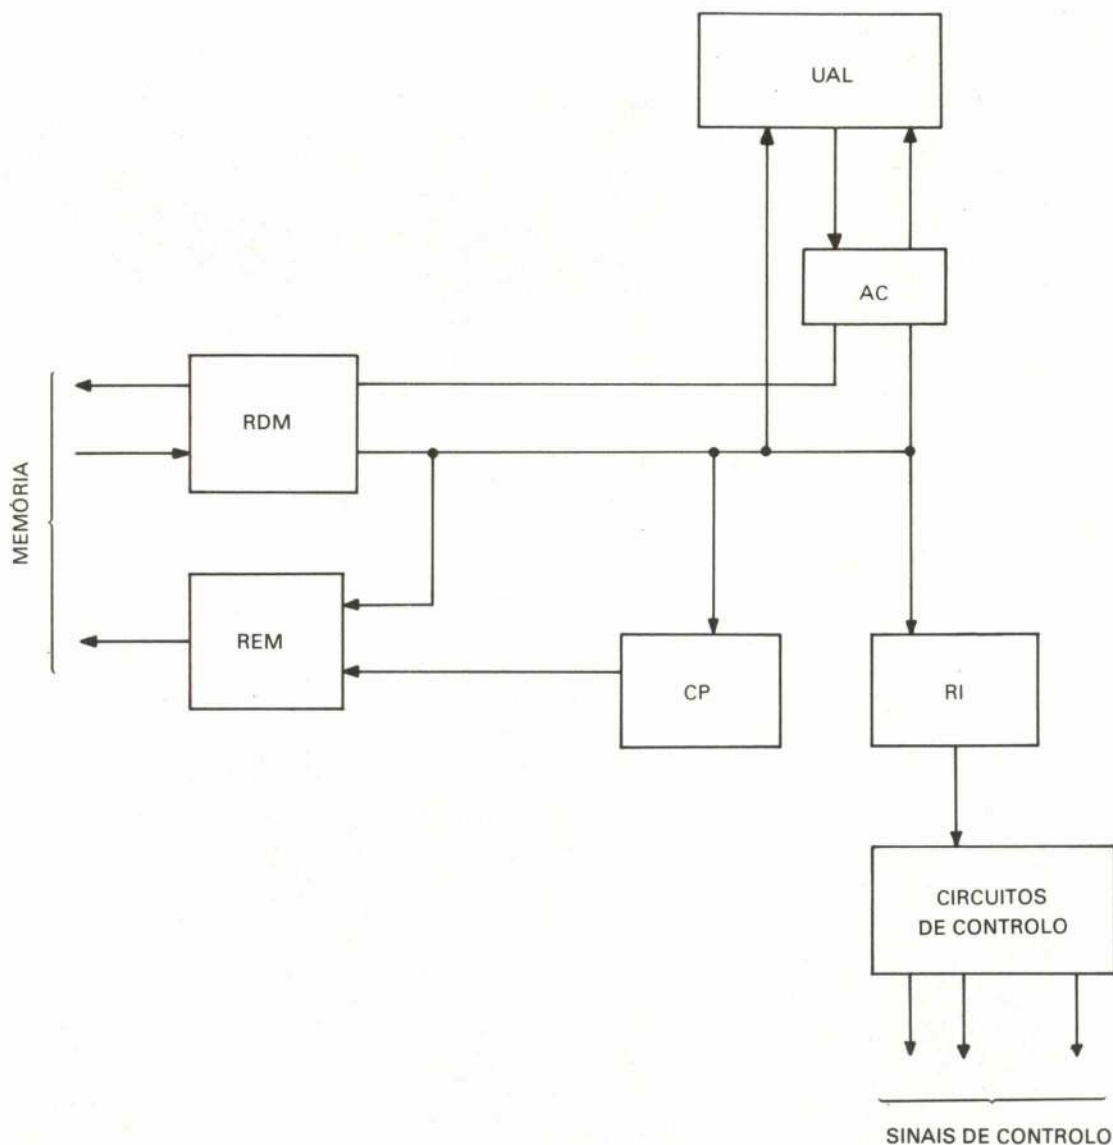 UAL
AC
RDM
MEMÓRIA
REM
CP
RI
CIRCUITOS
DE CONTROLO
SINAIS DE CONTROLO